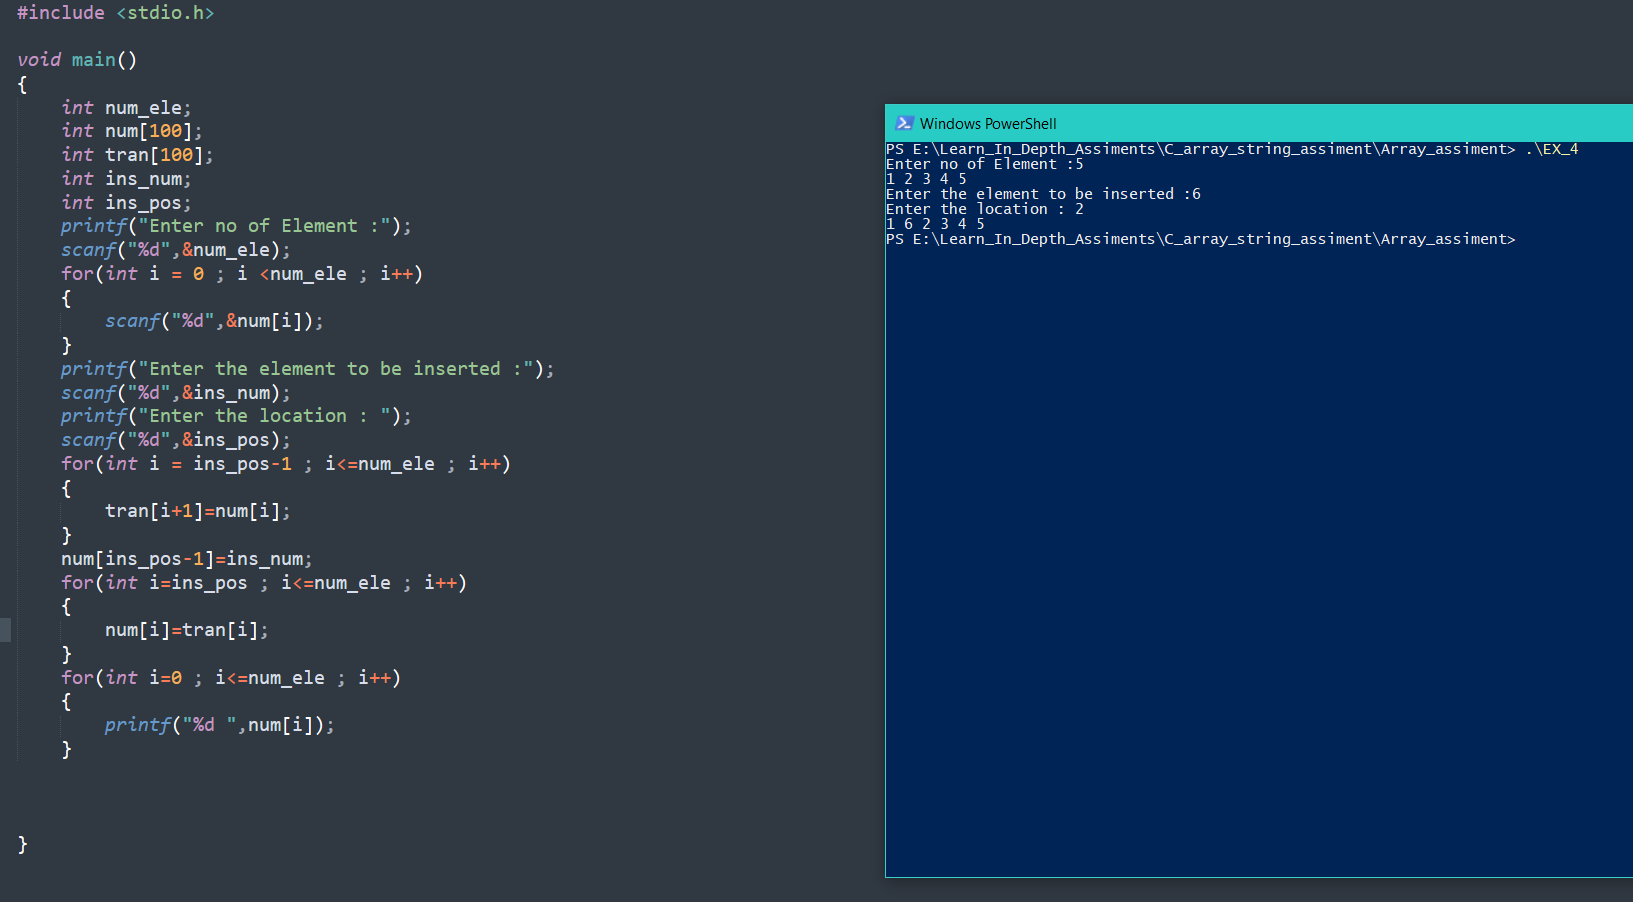 #include <stdio.h>
void main()
{
    int num_ele;
    int num[100];
    int tran[100];
    int ins_num;
    int ins_pos;
    printf("Enter no of Element :");
    scanf("%d",&num_ele);
    for(int i = 0 ; i <num_ele ; i++)
    {
        scanf("%d",&num[i]);
    }
    printf("Enter the element to be inserted :");
    scanf("%d",&ins_num);
    printf("Enter the location : ");
    scanf("%d",&ins_pos);
    for(int i = ins_pos-1 ; i<=num_ele ; i++)
    {
        tran[i+1]=num[i];
    }
    num[ins_pos-1]=ins_num;
    for(int i=ins_pos ; i<=num_ele ; i++)
    {
        num[i]=tran[i];
    }
    for(int i=0 ; i<=num_ele ; i++)
    {
        printf("%d ",num[i]);
    }
}
Windows PowerShell
PS E:\Learn_In_Depth_Assiments\C_array_string_assiment\Array_assiment> .\EX_4
Enter no of Element :5
1 2 3 4 5
Enter the element to be inserted :6
Enter the location : 2
1 6 2 3 4 5
PS E:\Learn_In_Depth_Assiments\C_array_string_assiment\Array_assiment>